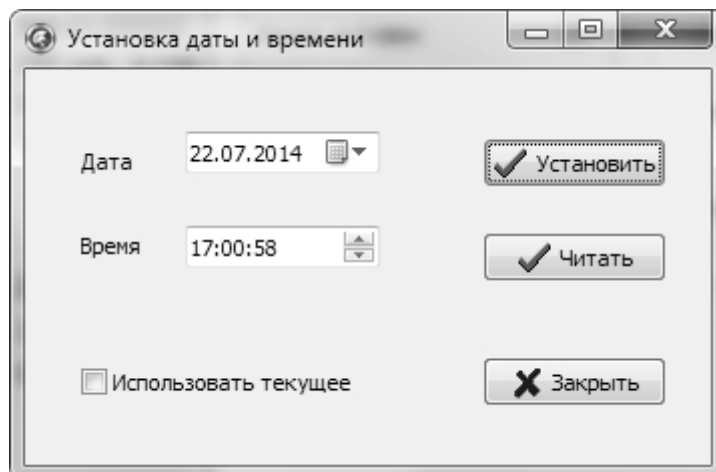 Установка даты и времени
Дата 22.07.2014 Установить
Время 17:00:58 Читать
Использовать текущее Закрыть